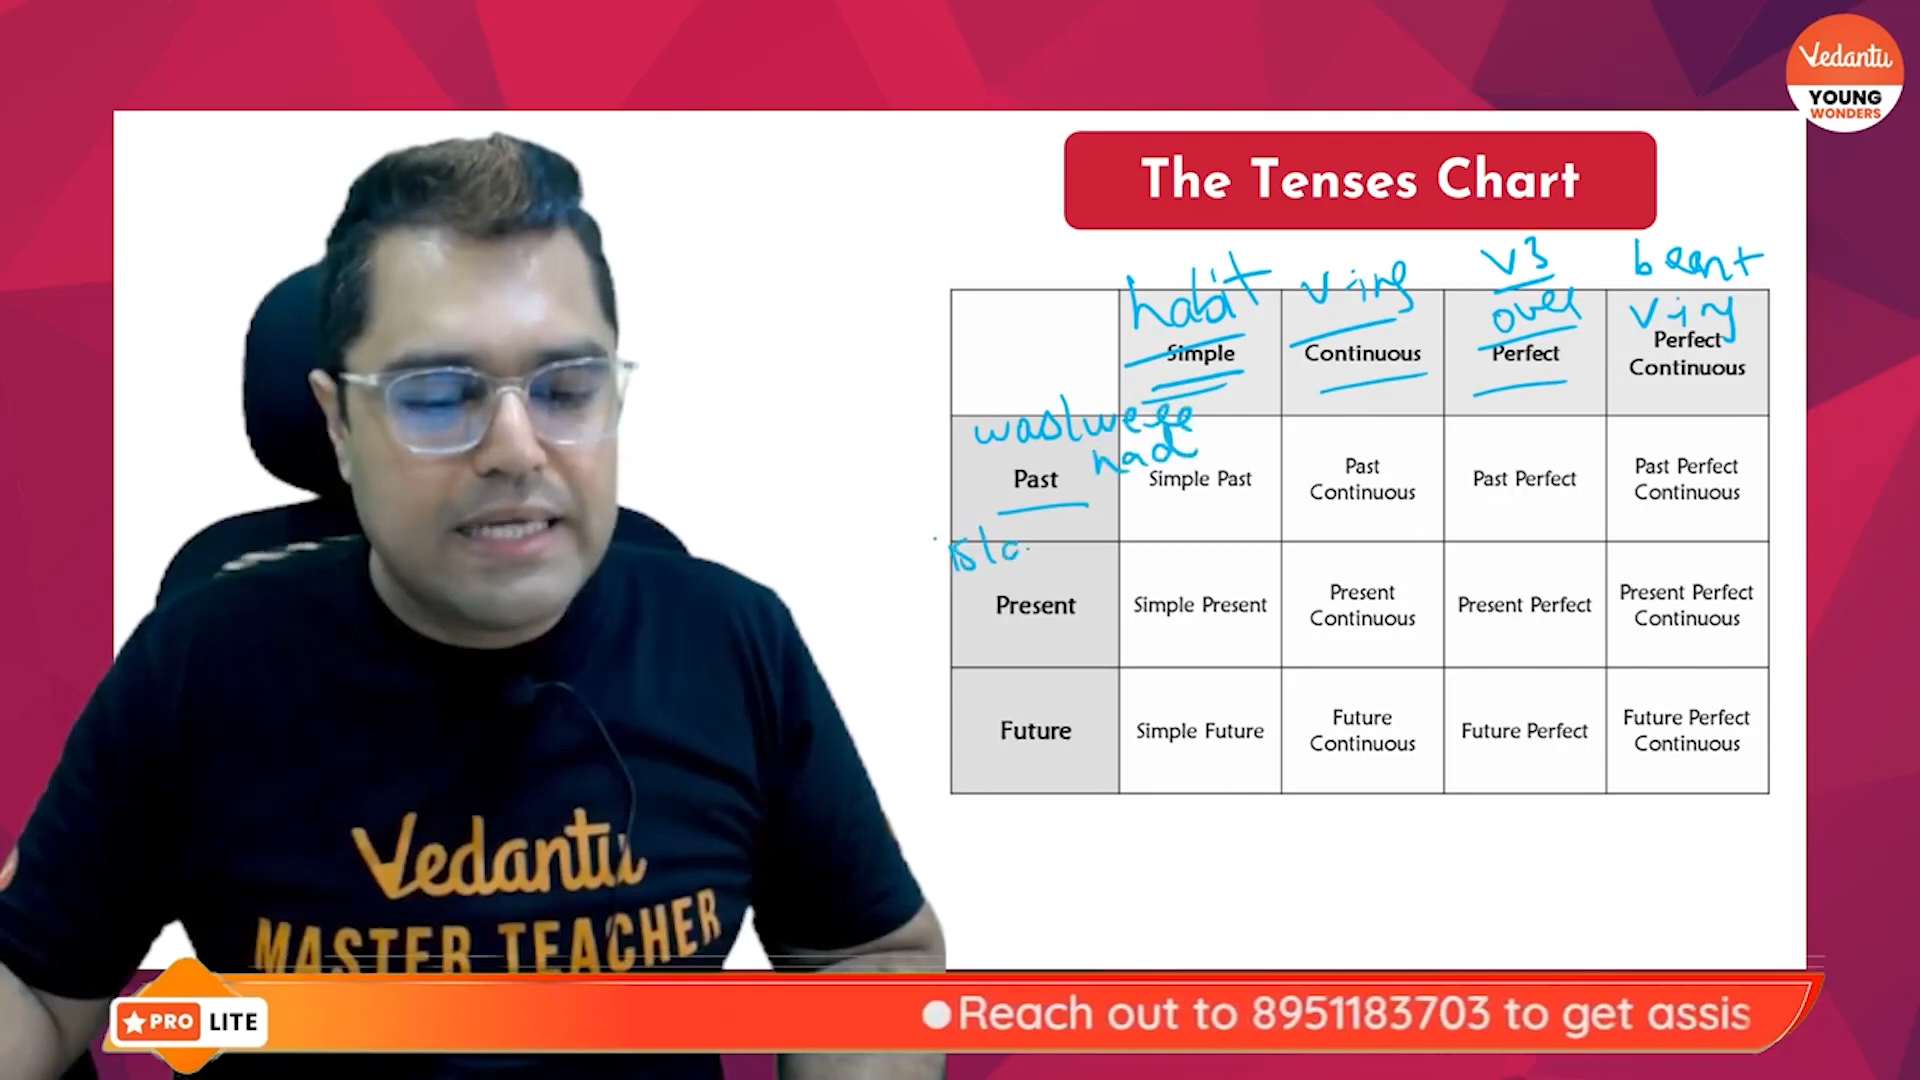 Vedantu
YOUNG
WONDERS
The Tenses Chart
habit
v-ing
v3
over
been+
v-ing
Simple
Continuous
Perfect
Perfect
Continuous
was/were
had
Past
Simple Past
Past
Continuous
Past Perfect
Past Perfect
Continuous
is/a
Present
Simple Present
Present
Continuous
Present Perfect
Present Perfect
Continuous
Future
Simple Future
Future
Continuous
Future Perfect
Future Perfect
Continuous
Vedantu
MASTER TEACHER
PRO LITE
Reach out to 8951183703 to get assis